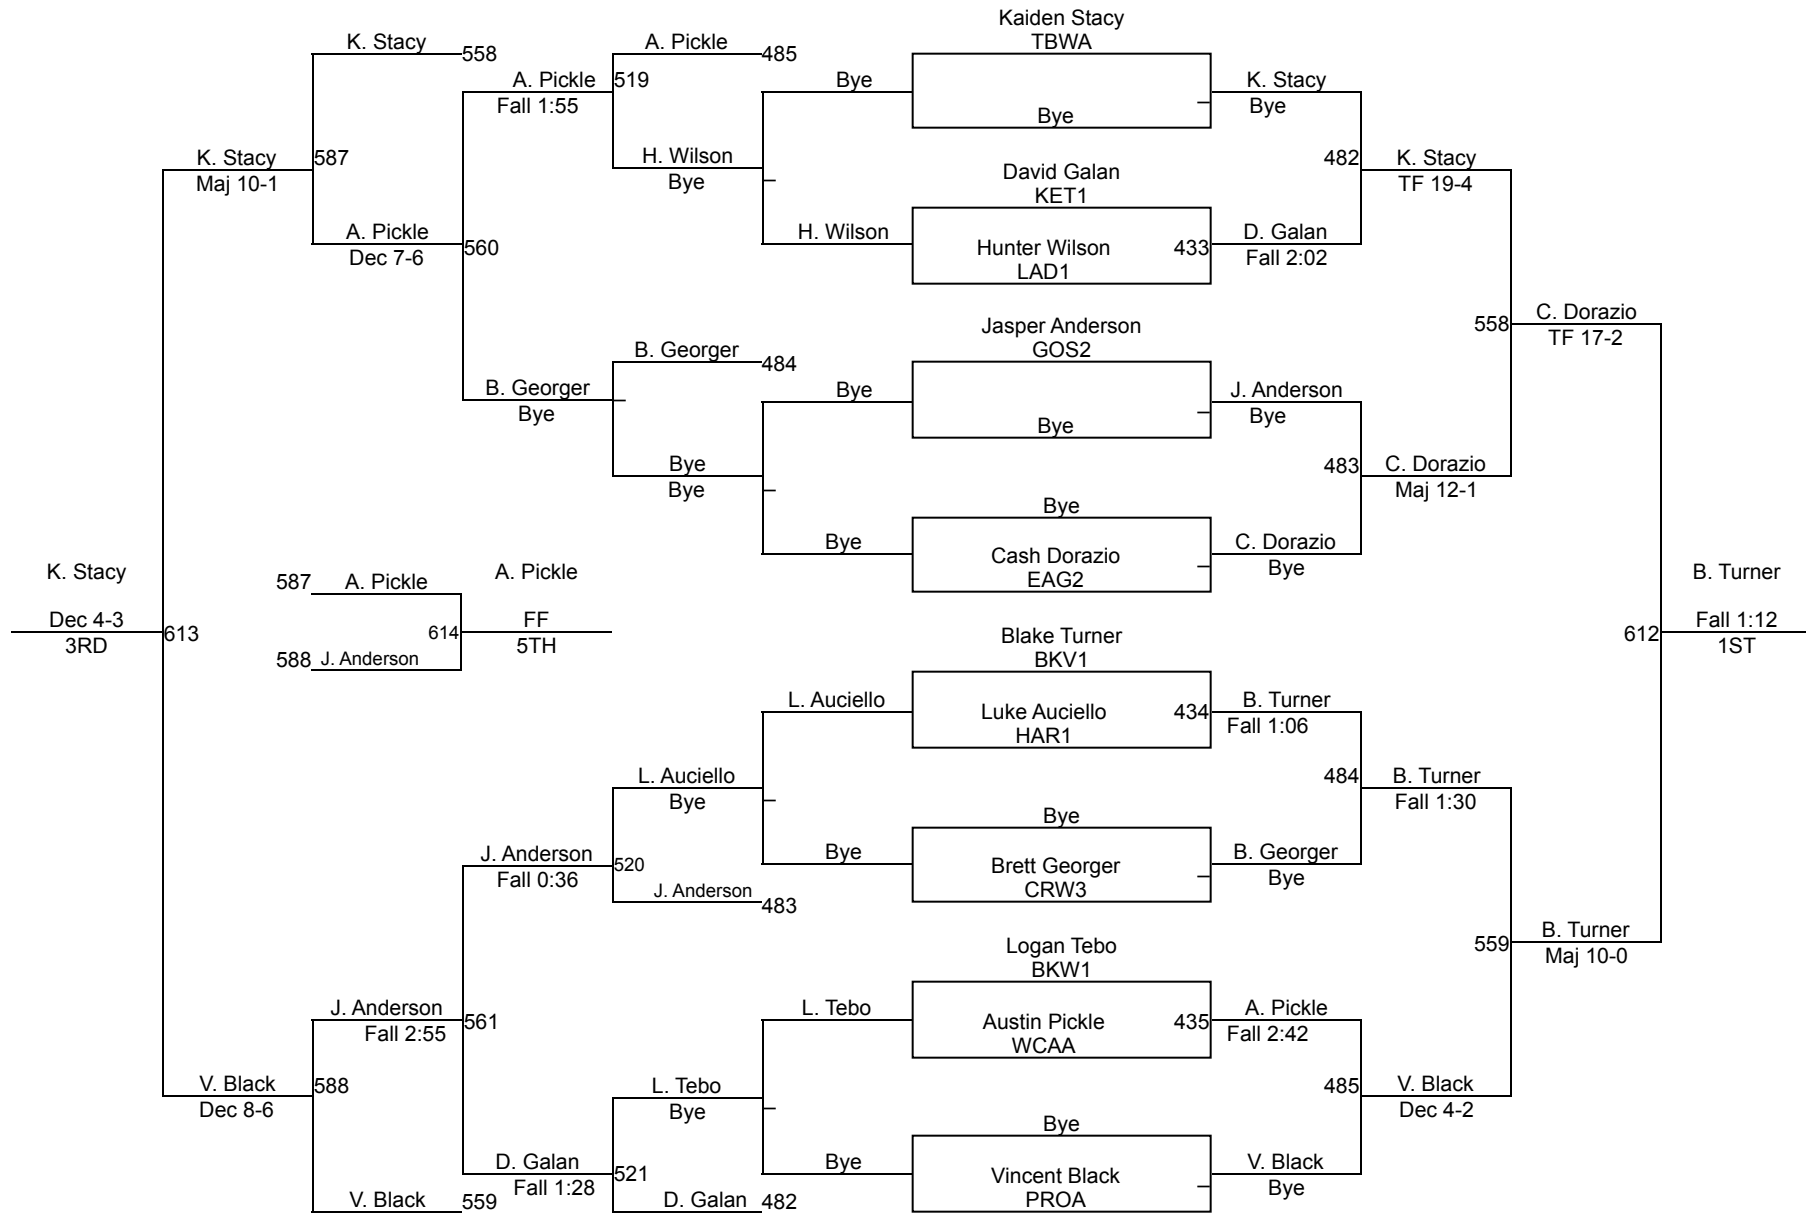 Kaiden Stacy
K. Stacy
558
A. Pickle
485
TBWA
A. Pickle
519
Bye
K. Stacy
Fall 1:55
Bye
Bye
K. Stacy
587
H. Wilson
482
K. Stacy
Maj 10-1
Bye
David Galan
TF 19-4
KET1
A. Pickle
560
H. Wilson
Hunter Wilson
433
D. Galan
Dec 7-6
LAD1
Fall 2:02
Jasper Anderson
558
C. Dorazio
B. Georger
484
GOS2
TF 17-2
B. Georger
Bye
J. Anderson
Bye
Bye
Bye
Bye
483
C. Dorazio
Bye
Maj 12-1
Bye
Bye
Cash Dorazio
C. Dorazio
EAG2
Bye
K. Stacy
587
A. Pickle
A. Pickle
B. Turner
Dec 4-3
613
614
FF
612
Fall 1:12
3RD
588
J. Anderson
5TH
1ST
Blake Turner
BKV1
L. Auciello
Luke Auciello
434
B. Turner
HAR1
Fall 1:06
L. Auciello
484
B. Turner
Bye
Fall 1:30
Bye
J. Anderson
520
Bye
Brett Georger
B. Georger
Fall 0:36
CRW3
Bye
J. Anderson
483
559
B. Turner
Maj 10-0
Logan Tebo
BKW1
J. Anderson
561
L. Tebo
Austin Pickle
435
A. Pickle
Fall 2:55
WCAA
Fall 2:42
V. Black
588
L. Tebo
485
V. Black
Dec 8-6
Bye
Dec 4-2
Bye
D. Galan
521
Bye
Vincent Black
V. Black
Fall 1:28
PROA
Bye
V. Black
559
D. Galan
482